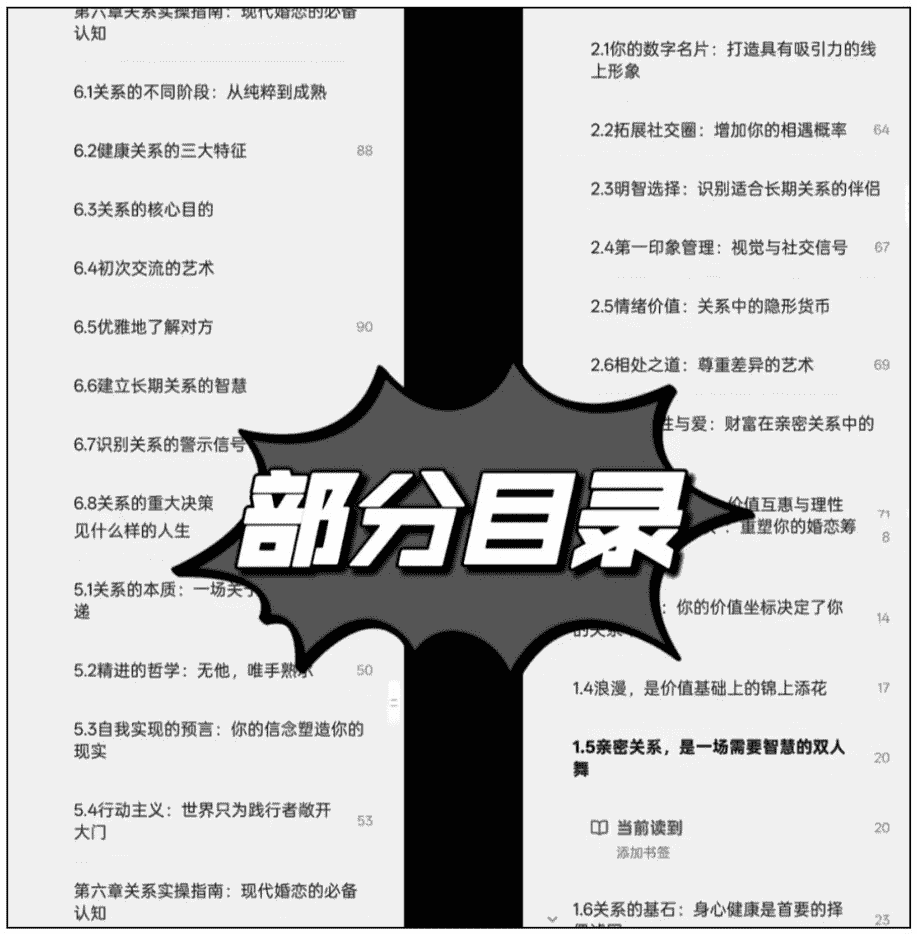 第六章关系实操指南：现代婚恋的必备
认知
6.1关系的不同阶段：从纯粹到成熟
6.2健康关系的三大特征 88
6.3关系的核心目的
6.4初次交流的艺术
6.5优雅地了解对方 90
6.6建立长期关系的智慧
6.7识别关系的警示信号
6.8关系的重大决策
见什么样的人生
5.1关系的本质：一场关于
递
5.2精进的哲学：无他，唯手熟尔 50
5.3自我实现的预言：你的信念塑造你的
现实
5.4行动主义：世界只为践行者敞开
大门 53
第六章关系实操指南：现代婚恋的必备
认知
部分目录
2.1你的数字名片：打造具有吸引力的线
上形象
2.2拓展社交圈：增加你的相遇概率 64
2.3明智选择：识别适合长期关系的伴侣
2.4第一印象管理：视觉与社交信号 67
2.5情绪价值：关系中的隐形货币
2.6相处之道：尊重差异的艺术 69
性与爱：财富在亲密关系中的
价值互惠与理性 71
：重塑你的婚恋筹 8
：你的价值坐标决定了你
的关系 14
1.4浪漫，是价值基础上的锦上添花 17
1.5亲密关系，是一场需要智慧的双人
舞 20
当前读到 20
添加书签
1.6关系的基石：身心健康是首要的择 23